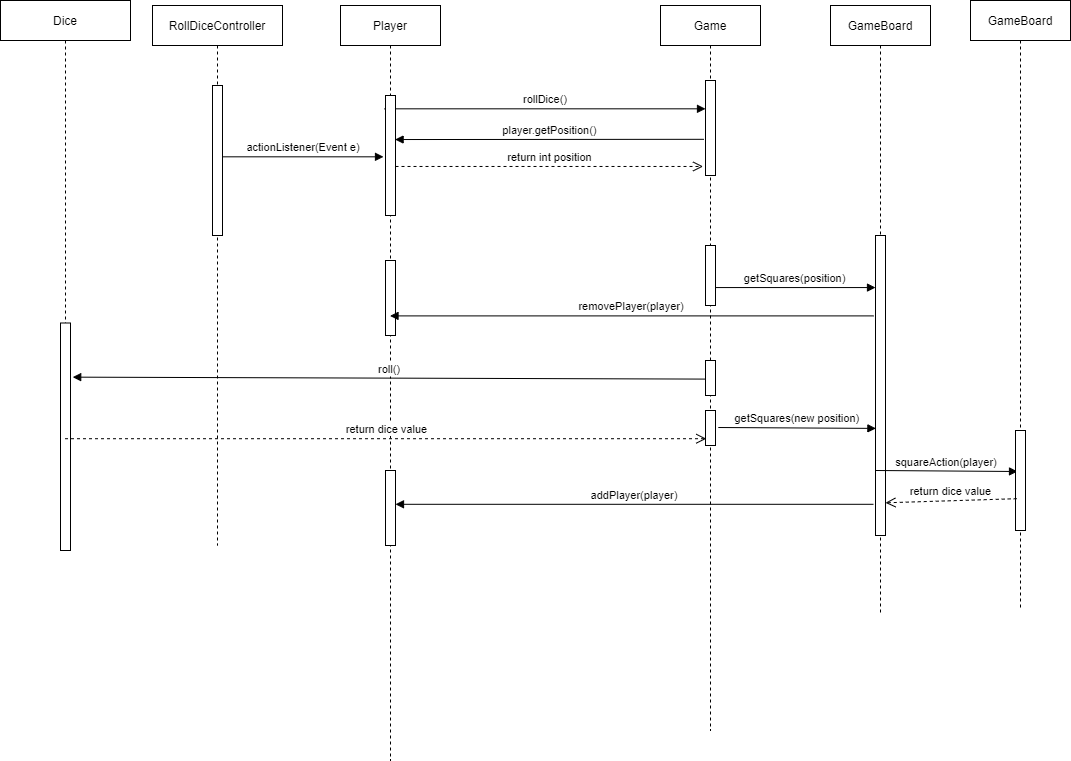 Dice
RollDiceController
Player
Game
GameBoard
GameBoard
rollDice()
player.getPosition()
actionListener(Event e)
return int position
getSquares(position)
removePlayer(player)
roll()
getSquares(new position)
return dice value
squareAction(player)
return dice value
addPlayer(player)